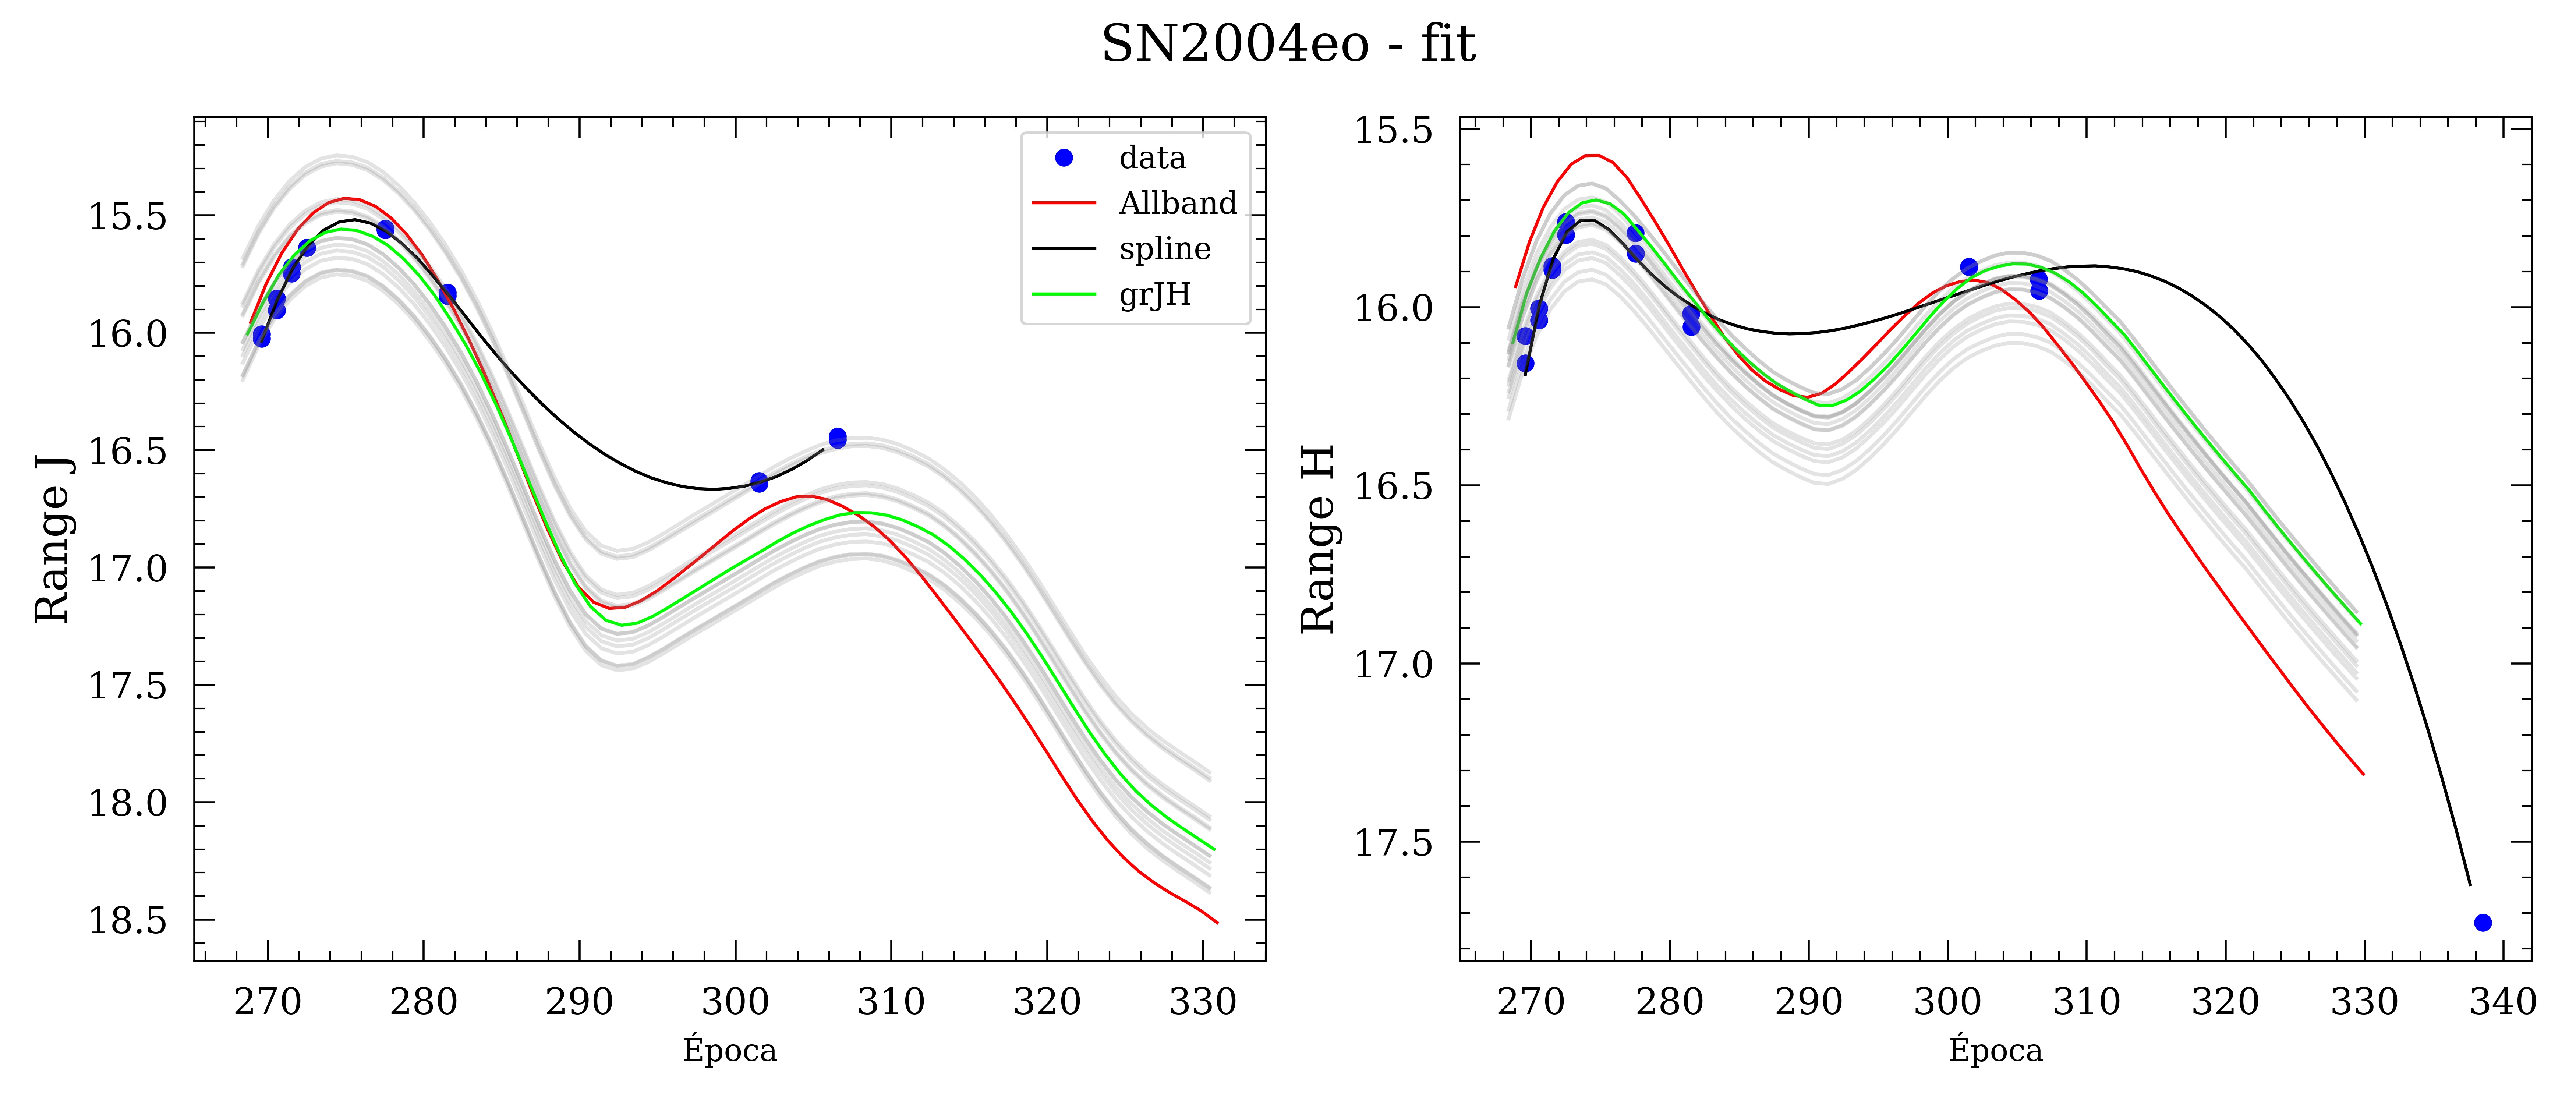 SN2004eo - fit
Range J
15.5
16.0
16.5
17.0
17.5
18.0
18.5
270 280 290 300 310 320 330
Época
data
Allband
spline
grJH
Range H
15.5
16.0
16.5
17.0
17.5
270 280 290 300 310 320 330 340
Época